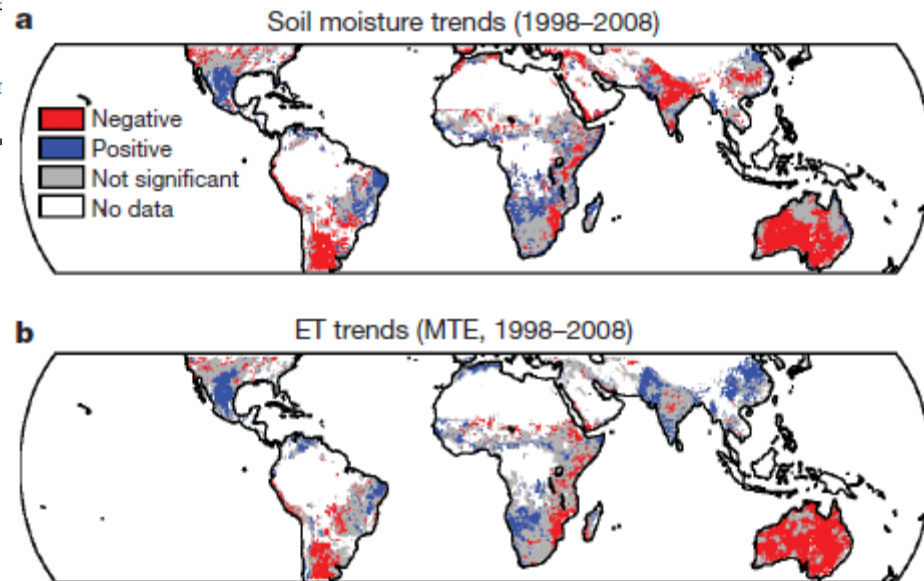 a
Soil moisture trends (1998–2008)
Negative
Positive
Not significant
No data
b
ET trends (MTE, 1998–2008)